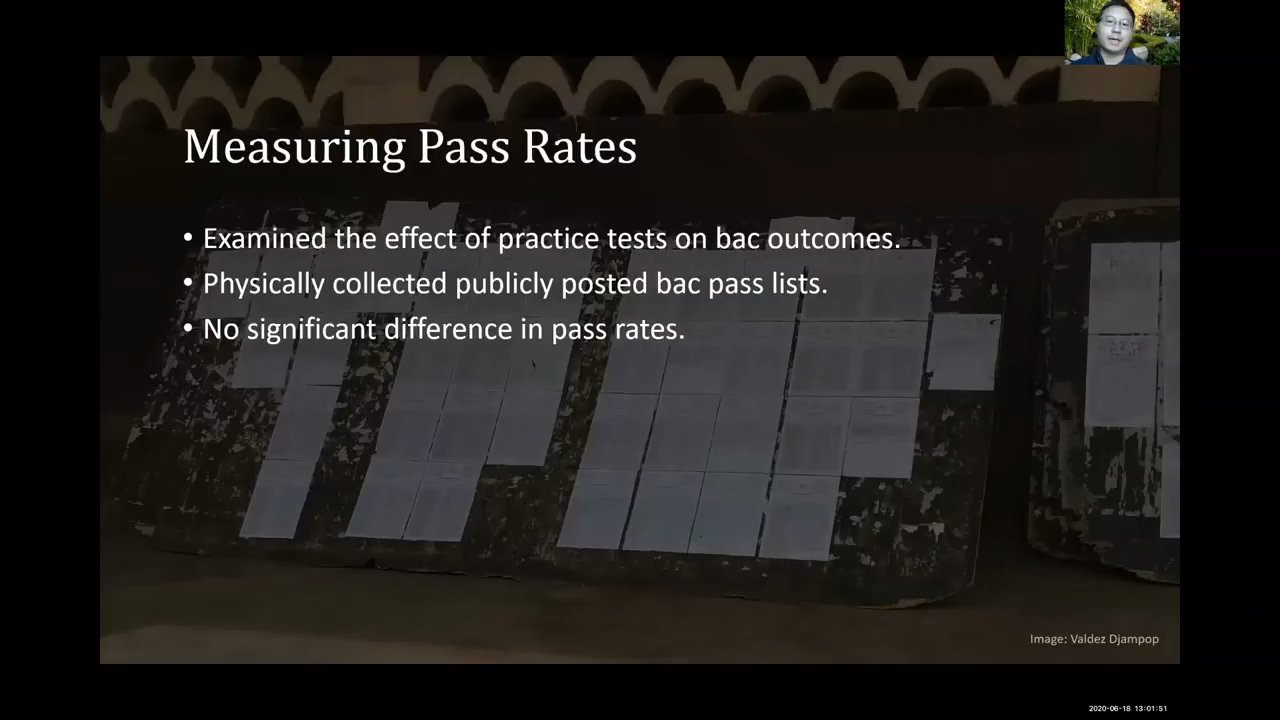 Measuring Pass Rates
• Examined the effect of practice tests on bac outcomes.
• Physically collected publicly posted bac pass lists.
• No significant difference in pass rates.
Image: Valdez Djampop
2020-06-18 13:01:51